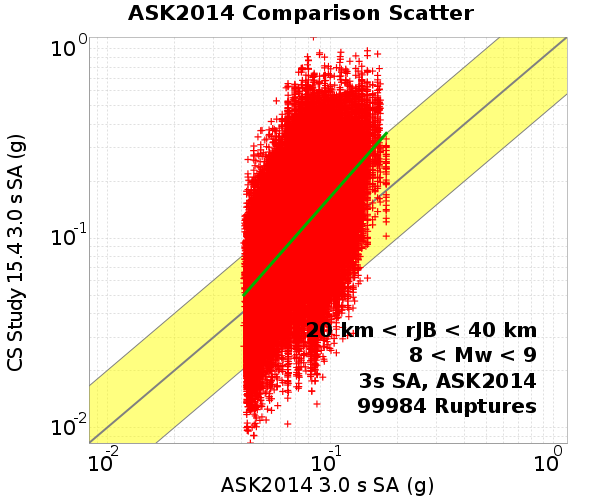 ASK2014 Comparison Scatter
CS Study 15.4 3.0 s SA (g)
10^0
10^-1
10^-2
20 km < rJB < 40 km
8 < Mw < 9
3s SA, ASK2014
99984 Ruptures
10^-2 10^-1 10^0
ASK2014 3.0 s SA (g)